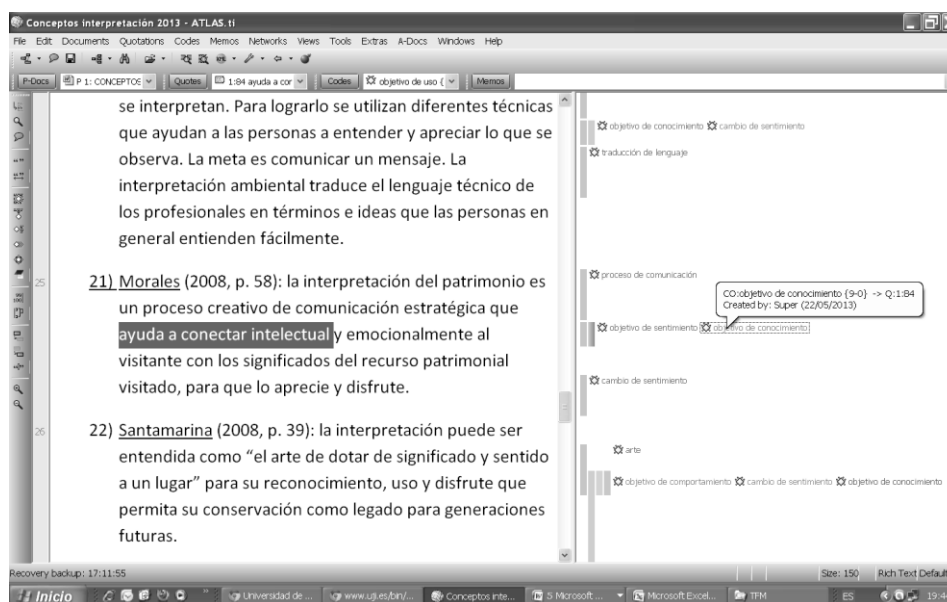 Conceptos interpretación 2013 - ATLAS.ti
File Edit Documents Quotations Codes Memos Networks Views Tools Extras A-Docs Windows Help
P-Docs P 1: CONCEPTOS Quotes 1:84 ayuda a cor Codes objetivo de uso { Memos
se interpretan. Para lograrlo se utilizan diferentes técnicas
que ayudan a las personas a entender y apreciar lo que se
observa. La meta es comunicar un mensaje. La
interpretación ambiental traduce el lenguaje técnico de
los profesionales en términos e ideas que las personas en
general entienden fácilmente.
25
21) Morales (2008, p. 58): la interpretación del patrimonio es
un proceso creativo de comunicación estratégica que
ayuda a conectar intelectual y emocionalmente al
visitante con los significados del recurso patrimonial
visitado, para que lo aprecie y disfrute.
26
22) Santamarina (2008, p. 39): la interpretación puede ser
entendida como “el arte de dotar de significado y sentido
a un lugar” para su reconocimiento, uso y disfrute que
permita su conservación como legado para generaciones
futuras.
objetivo de conocimiento cambio de sentimiento
traducción de lenguaje
proceso de comunicación
CO:objetivo de conocimiento {9-0} -> Q:1:84
Created by: Super (22/05/2013)
objetivo de sentimiento objetivo de conocimiento
cambio de sentimiento
arte
objetivo de comportamiento cambio de sentimiento objetivo de conocimiento
Recovery backup: 17:11:55 Size: 150 Rich Text Default
Inicio Universidad de ... www.uji.es/bin/... Conceptos inte... 5 Microsoft ... Microsoft Excel... TFM ES 19:4